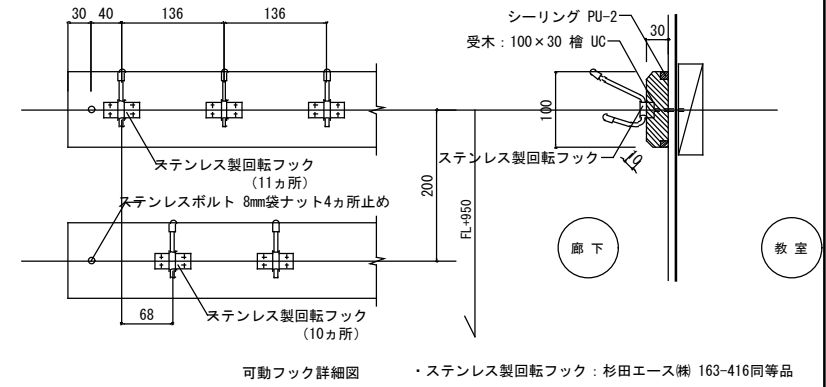 30 40 136 136
シーリング PU-2
受木：100×30 檜 UC
30
100
ステンレス製回転フック
10
ステンレス製回転フック
（11ヵ所）
ステンレスボルト 8mm袋ナット4ヵ所止め
200
FL+950
廊下
教室
68
ステンレス製回転フック
（10ヵ所）
可動フック詳細図
・ステンレス製回転フック：杉田エース㈱ 163-416同等品